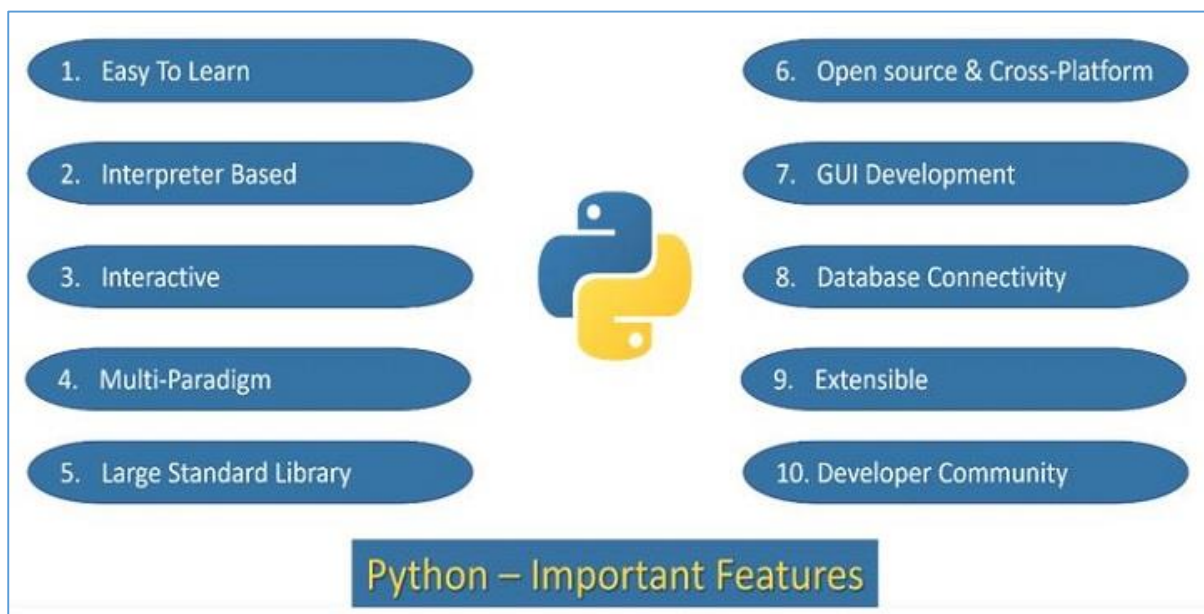 1. Easy To Learn
2. Interpreter Based
3. Interactive
4. Multi-Paradigm
5. Large Standard Library
6. Open source & Cross-Platform
7. GUI Development
8. Database Connectivity
9. Extensible
10. Developer Community
Python – Important Features